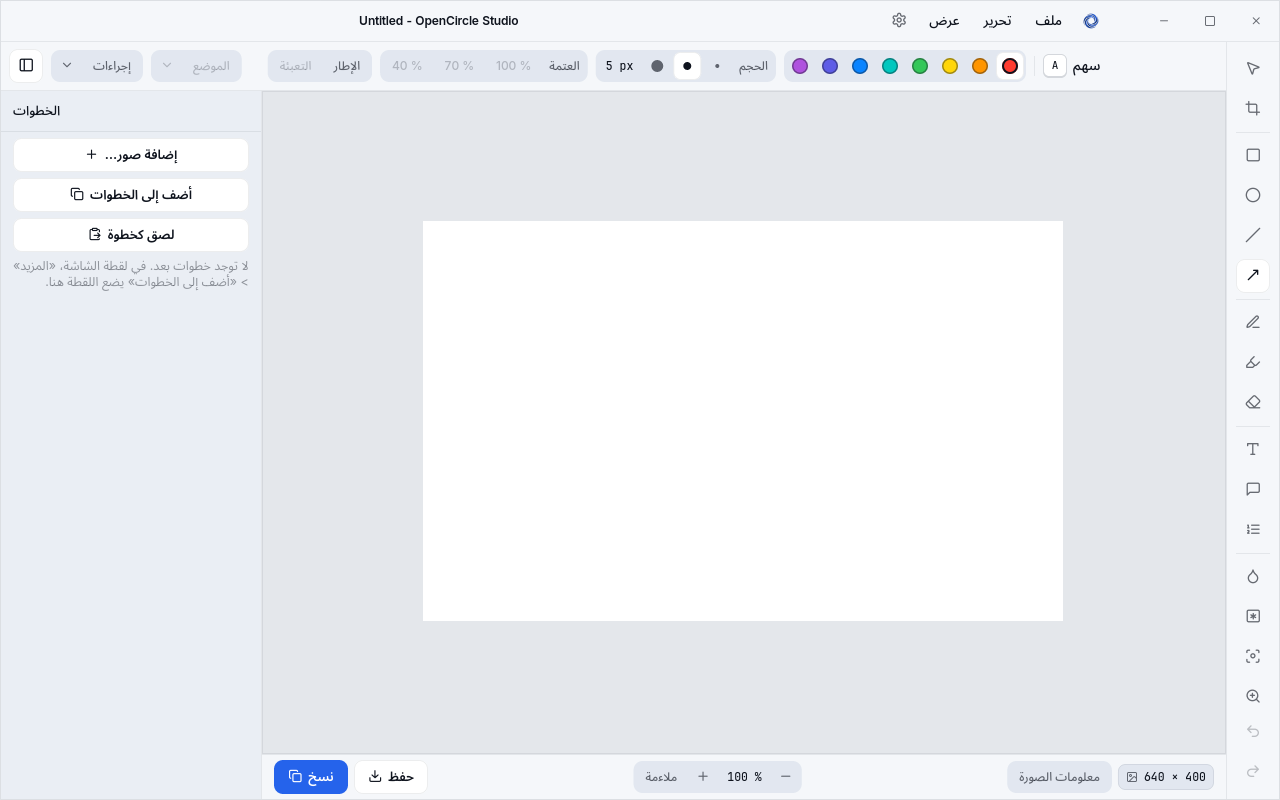 ملف
تحرير
عرض
Untitled - OpenCircle Studio
سهم
A
الحجم
5 px
العتمة
100 %
70 %
40 %
الإطار
التعبئة
الموضع
إجراءات
الخطوات
إضافة صور...
أضف إلى الخطوات
لصق كخطوة
لا توجد خطوات بعد. في لقطة الشاشة، «المزيد»
> «أضف إلى الخطوات» يضع اللقطة هنا.
640 × 400
معلومات الصورة
100 %
ملاءمة
حفظ
نسخ